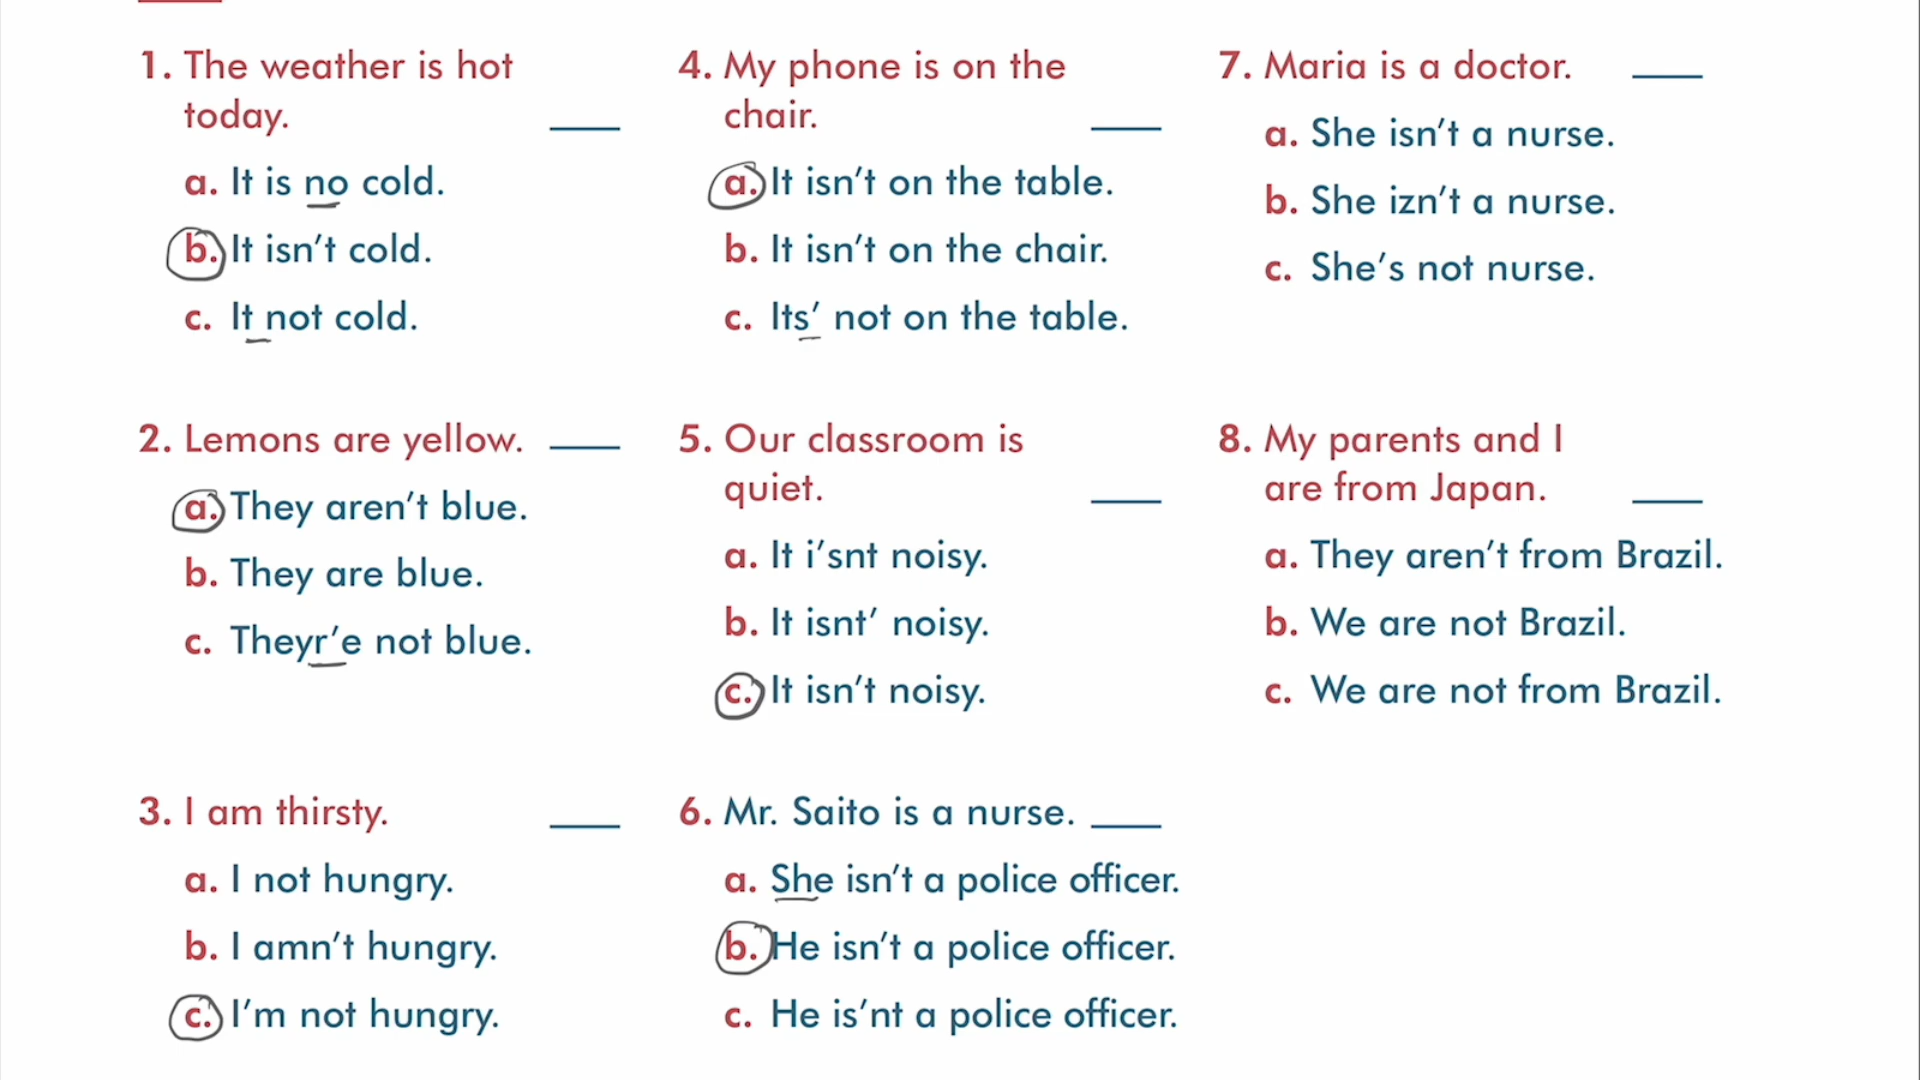 1. The weather is hot
today.
a. It is no cold.
b. It isn’t cold.
c. It not cold.
2. Lemons are yellow.
a. They aren’t blue.
b. They are blue.
c. Theyr’e not blue.
3. I am thirsty.
a. I not hungry.
b. I amn’t hungry.
c. I’m not hungry.
4. My phone is on the
chair.
a. It isn’t on the table.
b. It isn’t on the chair.
c. Its’ not on the table.
5. Our classroom is
quiet.
a. It i’snt noisy.
b. It isnt’ noisy.
c. It isn’t noisy.
6. Mr. Saito is a nurse.
a. She isn’t a police officer.
b. He isn’t a police officer.
c. He is’nt a police officer.
7. Maria is a doctor.
a. She isn’t a nurse.
b. She izn’t a nurse.
c. She’s not nurse.
8. My parents and I
are from Japan.
a. They aren’t from Brazil.
b. We are not Brazil.
c. We are not from Brazil.